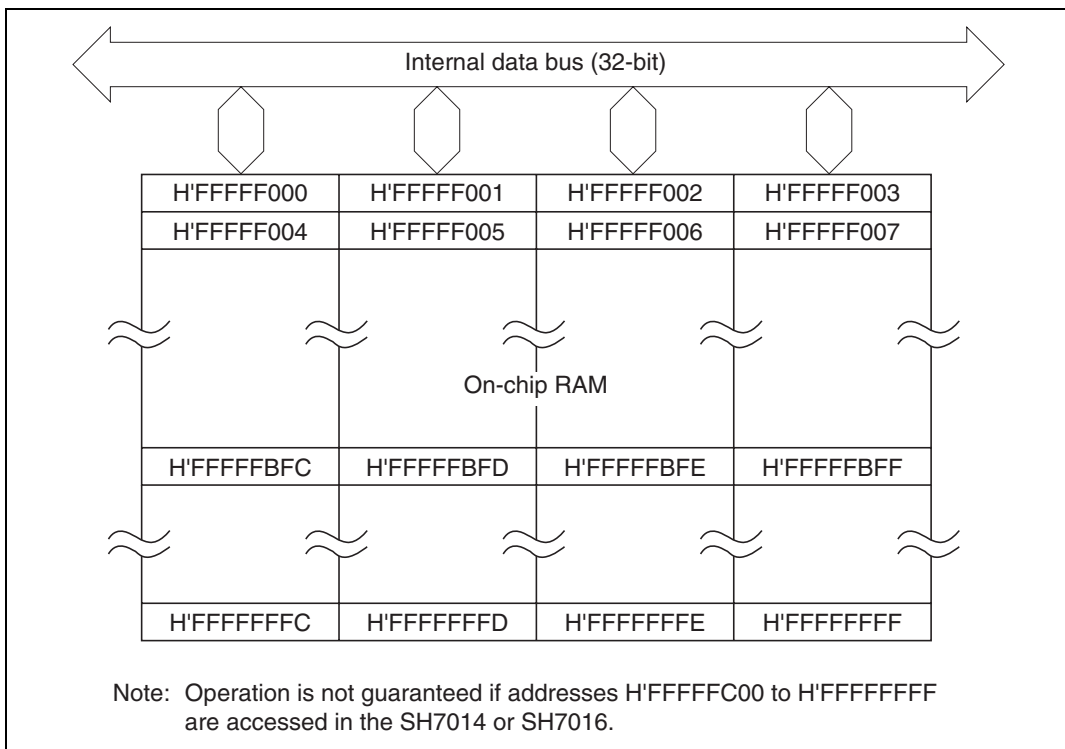 Internal data bus (32-bit)
H'FFFFF000 H'FFFFF001 H'FFFFF002 H'FFFFF003
H'FFFFF004 H'FFFFF005 H'FFFFF006 H'FFFFF007
On-chip RAM
H'FFFFFBFC H'FFFFFBFD H'FFFFFBFE H'FFFFFBFF
H'FFFFFFFC H'FFFFFFFD H'FFFFFFFE H'FFFFFFFF
Note: Operation is not guaranteed if addresses H'FFFFFC00 to H'FFFFFFFF
are accessed in the SH7014 or SH7016.